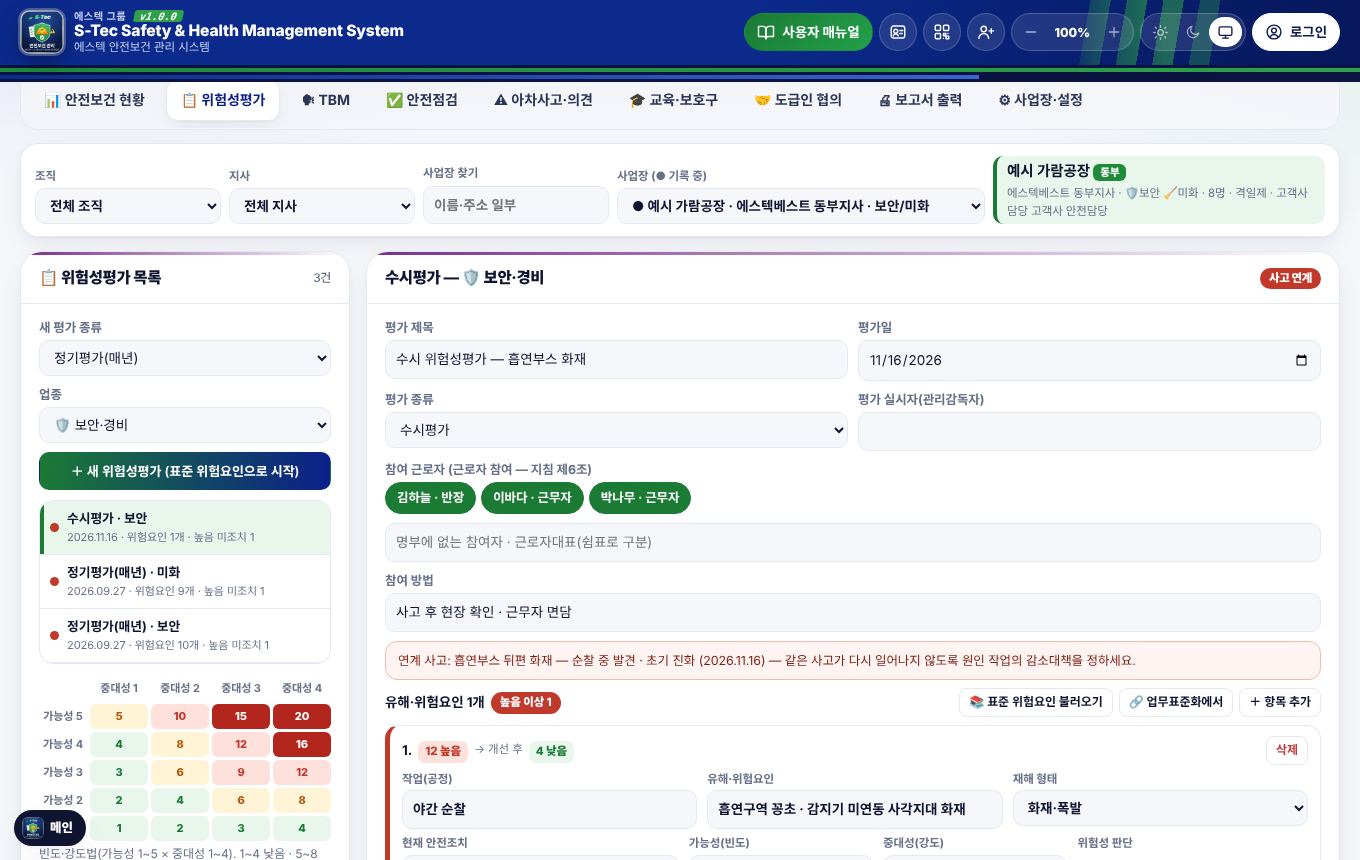 에스텍 그룹 v1.0.0
S-Tec Safety & Health Management System
에스텍 안전보건 관리 시스템
사용자 매뉴얼
100%
로그인
📊 안전보건 현황
📋 위험성평가
🗣 TBM
✅ 안전점검
⚠ 아차사고·의견
🎓 교육·보호구
🤝 도급인 협의
🖨 보고서 출력
⚙ 사업장·설정
조직
전체 조직
지사
전체 지사
사업장 찾기
이름·주소 일부
사업장 (● 기록 중)
● 예시 가람공장 · 에스텍베스트 동부지사 · 보안/미화
예시 가람공장 동부
에스텍베스트 동부지사 · 🛡️보안 🧹미화 · 8명 · 격일제 · 고객사
담당 고객사 안전담당
📋 위험성평가 목록
3건
새 평가 종류
정기평가(매년)
업종
🛡️ 보안·경비
＋ 새 위험성평가 (표준 위험요인으로 시작)
수시평가 · 보안
2026.11.16 · 위험요인 1개 · 높음 미조치 1
정기평가(매년) · 미화
2026.09.27 · 위험요인 9개 · 높음 미조치 1
정기평가(매년) · 보안
2026.09.27 · 위험요인 10개 · 높음 미조치 1
중대성 1 중대성 2 중대성 3 중대성 4
가능성 5 5 10 15 20
가능성 4 4 8 12 16
가능성 3 3 6 9 12
가능성 2 2 4 6 8
1 2 3 4
메인
빈도·강도법(가능성 1~5 × 중대성 1~4). 1~4 낮음 · 5~8
수시평가 — 🛡️ 보안·경비
사고 연계
평가 제목
수시 위험성평가 — 흡연부스 화재
평가일
11/16/2026
평가 종류
수시평가
평가 실시자(관리감독자)
참여 근로자 (근로자 참여 — 지침 제6조)
김하늘 · 반장
이바다 · 근무자
박나무 · 근무자
명부에 없는 참여자 · 근로자대표(쉼표로 구분)
참여 방법
사고 후 현장 확인 · 근무자 면담
연계 사고: 흡연부스 뒤편 화재 — 순찰 중 발견 · 초기 진화 (2026.11.16) — 같은 사고가 다시 일어나지 않도록 원인 작업의 감소대책을 정하세요.
유해·위험요인 1개 높음 이상 1
📚 표준 위험요인 불러오기
🔗 업무표준화에서
＋ 항목 추가
1. 12 높음 → 개선 후 4 낮음
삭제
작업(공정)
야간 순찰
유해·위험요인
흡연구역 꽁초 · 감지기 미연동 사각지대 화재
재해 형태
화재·폭발
현재 안전조치
가능성(빈도)
중대성(강도)
위험성 판단